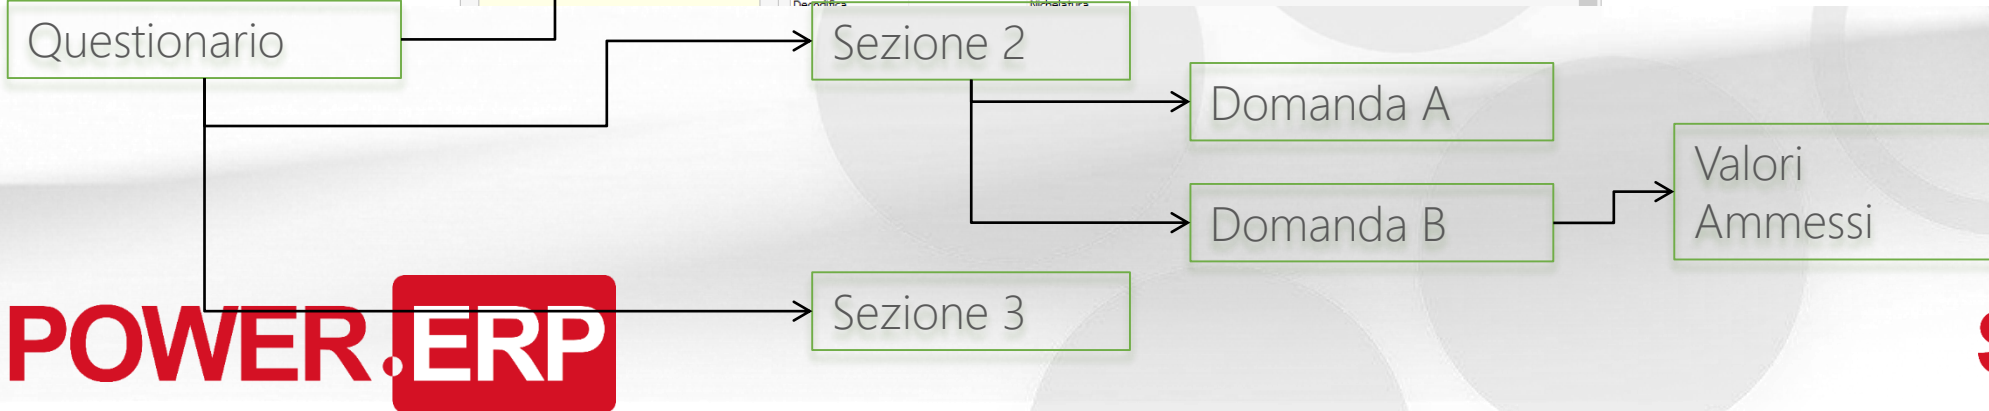 Questionario
Sezione 2
Domanda A
Valori
Ammessi
Domanda B
Sezione 3
POWER.ERP